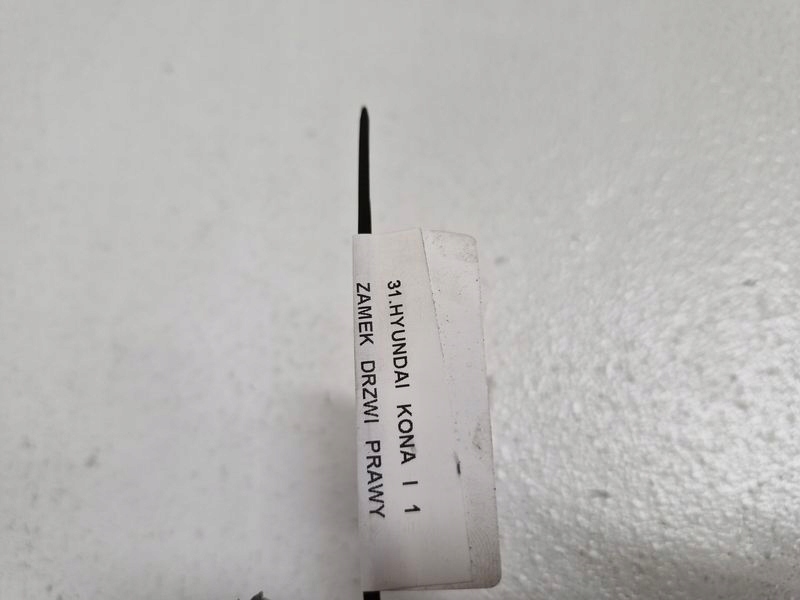 31.HYUNDAI KONA I 1
ZAMEK DRZWI PRAWY